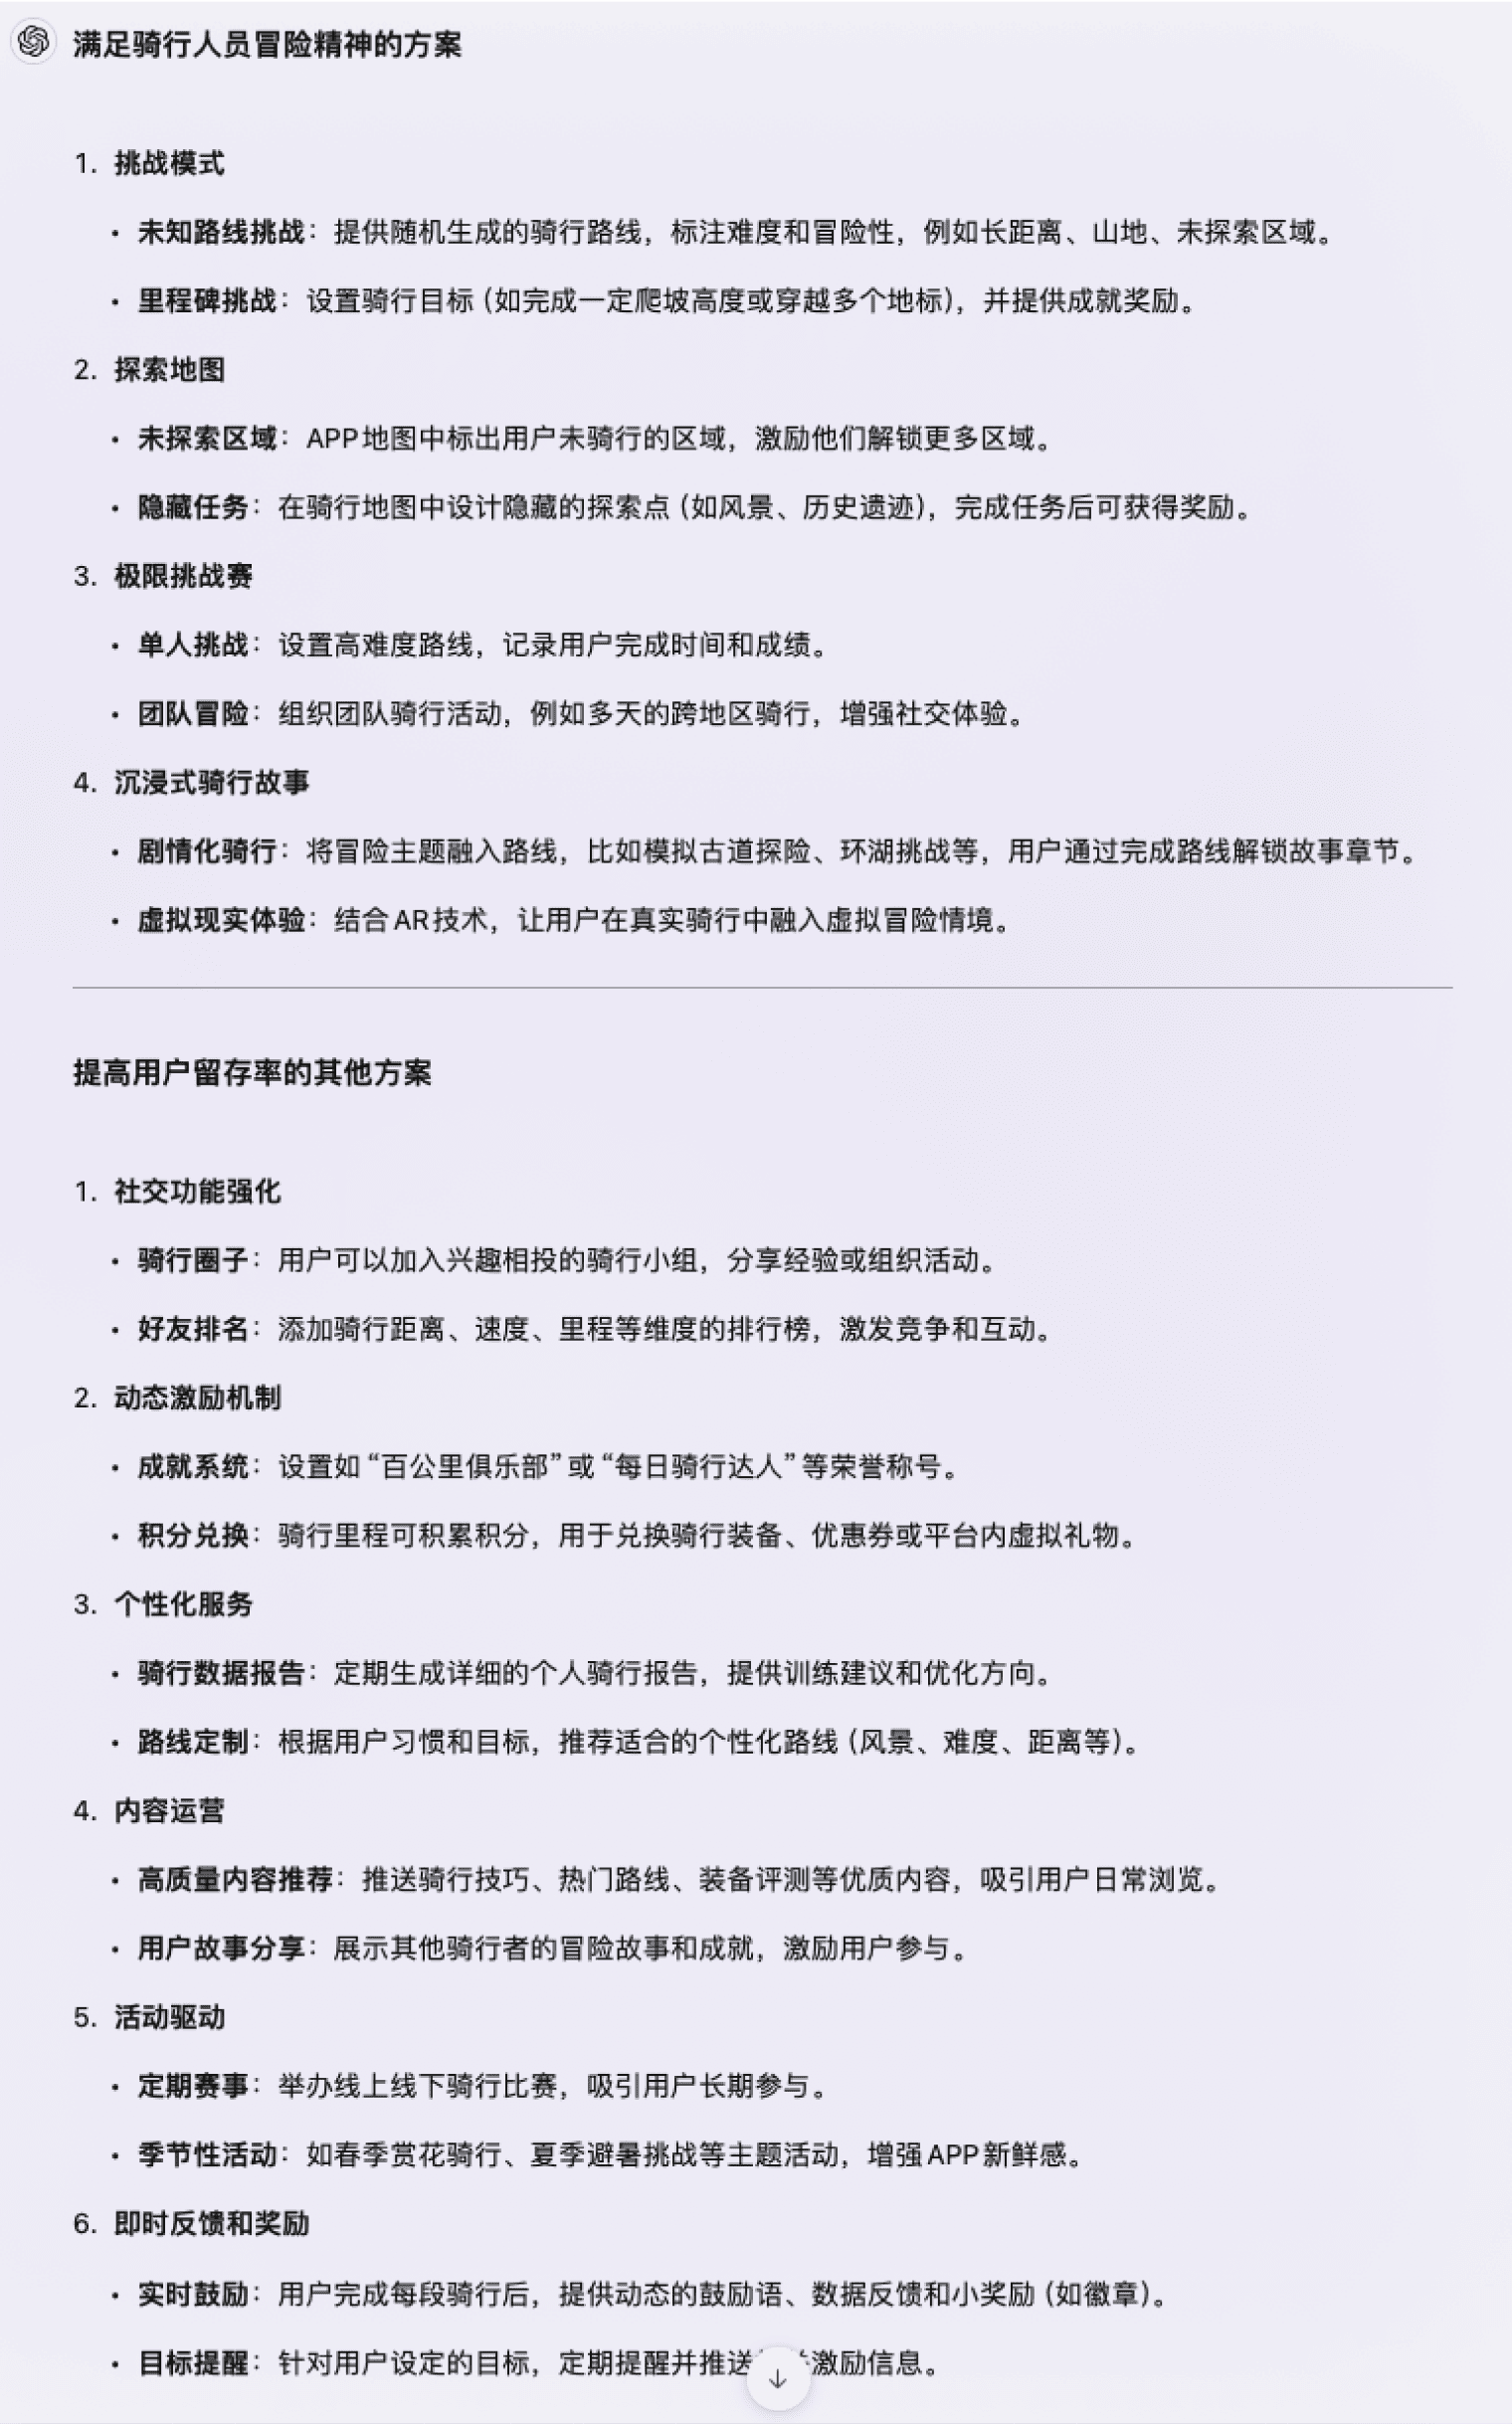 满足骑行人员冒险精神的方案
1. 挑战模式
• 未知路线挑战：提供随机生成的骑行路线，标注难度和冒险性，例如长距离、山地、未探索区域。
• 里程碑挑战：设置骑行目标（如完成一定爬坡高度或穿越多个地标），并提供成就奖励。
2. 探索地图
• 未探索区域：APP地图中标出用户未骑行的区域，激励他们解锁更多区域。
• 隐藏任务：在骑行地图中设计隐藏的探索点（如风景、历史遗迹），完成任务后可获得奖励。
3. 极限挑战赛
• 单人挑战：设置高难度路线，记录用户完成时间和成绩。
• 团队冒险：组织团队骑行活动，例如多天的跨地区骑行，增强社交体验。
4. 沉浸式骑行故事
• 剧情化骑行：将冒险主题融入路线，比如模拟古道探险、环湖挑战等，用户通过完成路线解锁故事章节。
• 虚拟现实体验：结合AR技术，让用户在真实骑行中融入虚拟冒险情境。
提高用户留存率的其他方案
1. 社交功能强化
• 骑行圈子：用户可以加入兴趣相投的骑行小组，分享经验或组织活动。
• 好友排名：添加骑行距离、速度、里程等维度的排行榜，激发竞争和互动。
2. 动态激励机制
• 成就系统：设置如“百公里俱乐部”或“每日骑行达人”等荣誉称号。
• 积分兑换：骑行里程可积累积分，用于兑换骑行装备、优惠券或平台内虚拟礼物。
3. 个性化服务
• 骑行数据报告：定期生成详细的个人骑行报告，提供训练建议和优化方向。
• 路线定制：根据用户习惯和目标，推荐适合的个性化路线（风景、难度、距离等）。
4. 内容运营
• 高质量内容推荐：推送骑行技巧、热门路线、装备评测等优质内容，吸引用户日常浏览。
• 用户故事分享：展示其他骑行者的冒险故事和成就，激励用户参与。
5. 活动驱动
• 定期赛事：举办线上线下骑行比赛，吸引用户长期参与。
• 季节性活动：如春季赏花骑行、夏季避暑挑战等主题活动，增强APP新鲜感。
6. 即时反馈和奖励
• 实时鼓励：用户完成每段骑行后，提供动态的鼓励语、数据反馈和小奖励（如徽章）。
• 目标提醒：针对用户设定的目标，定期提醒并推送激励信息。